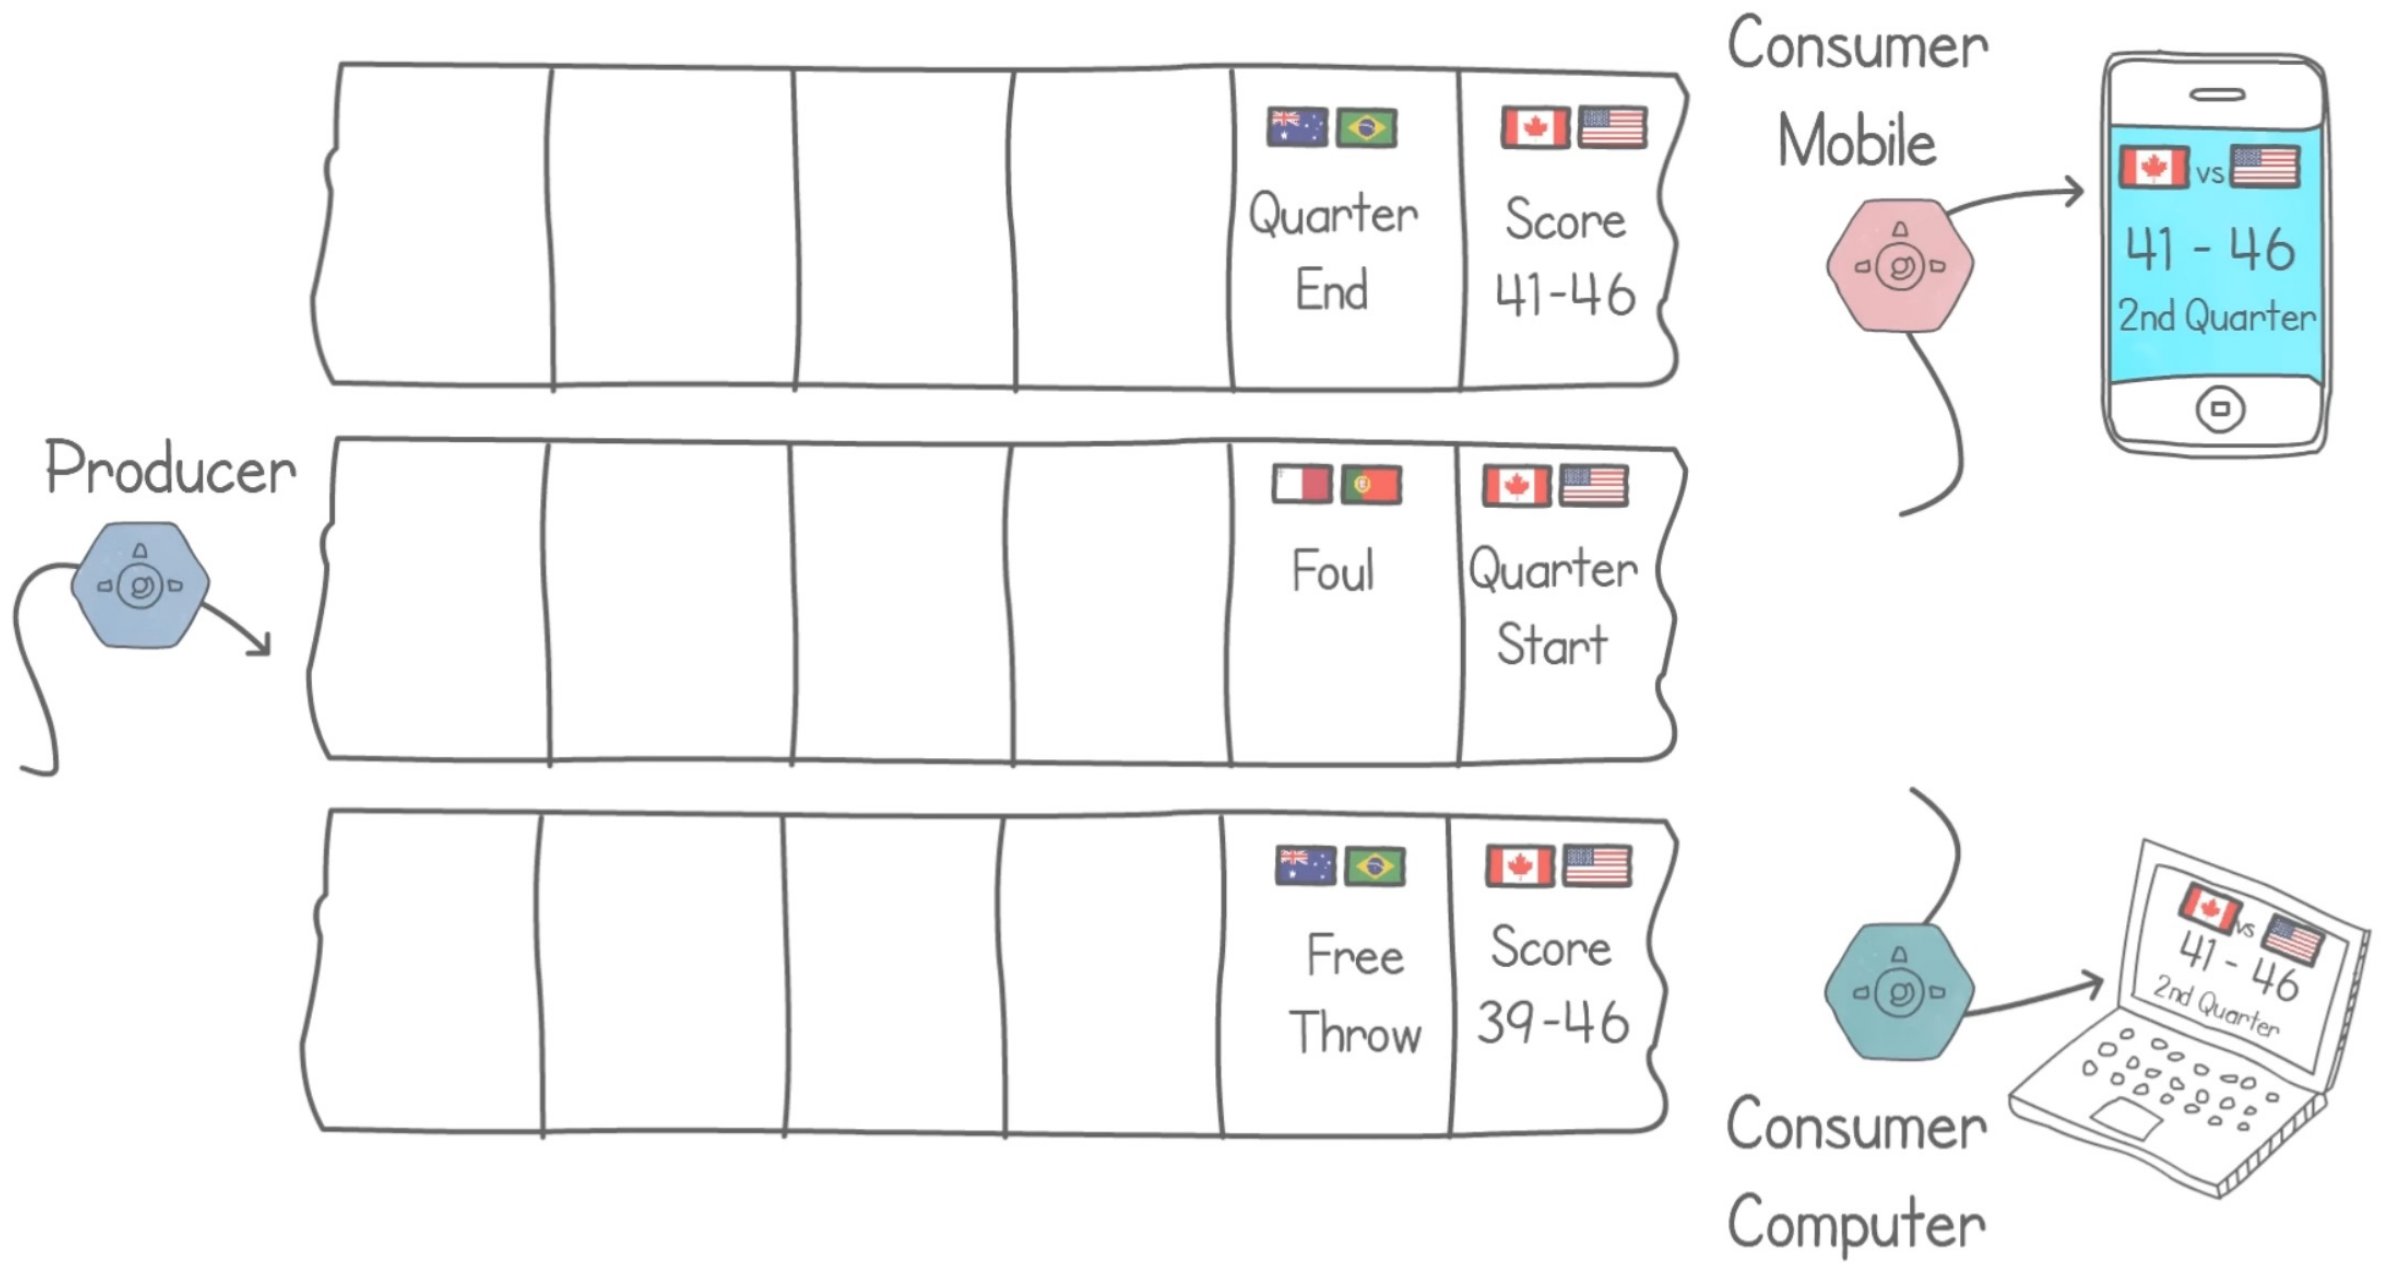 Consumer
Mobile
vs
41 - 46
2nd Quarter
Quarter
End
Score
41-46
Producer
Foul
Quarter
Start
Free
Throw
Score
39-46
vs
41 - 46
2nd Quarter
Consumer
Computer